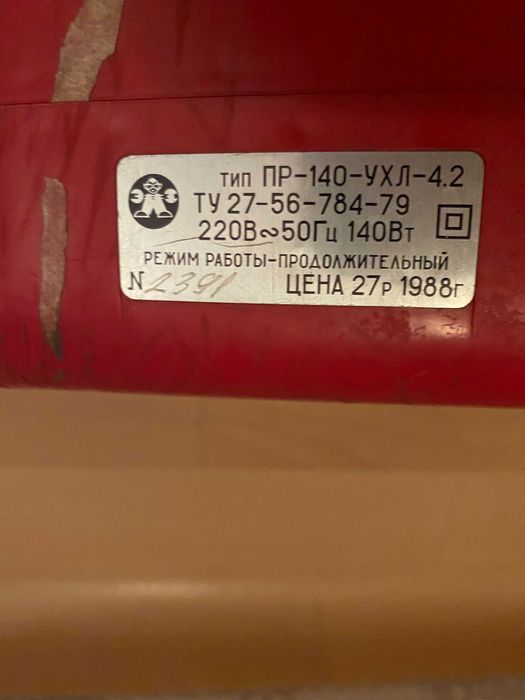 тип ПР-140-УХЛ-4.2
ТУ 27-56-784-79
220В∾50Гц 140Вт
РЕЖИМ РАБОТЫ-ПРОДОЛЖИТЕЛЬНЫЙ
N 2391 ЦЕНА 27р 1988г